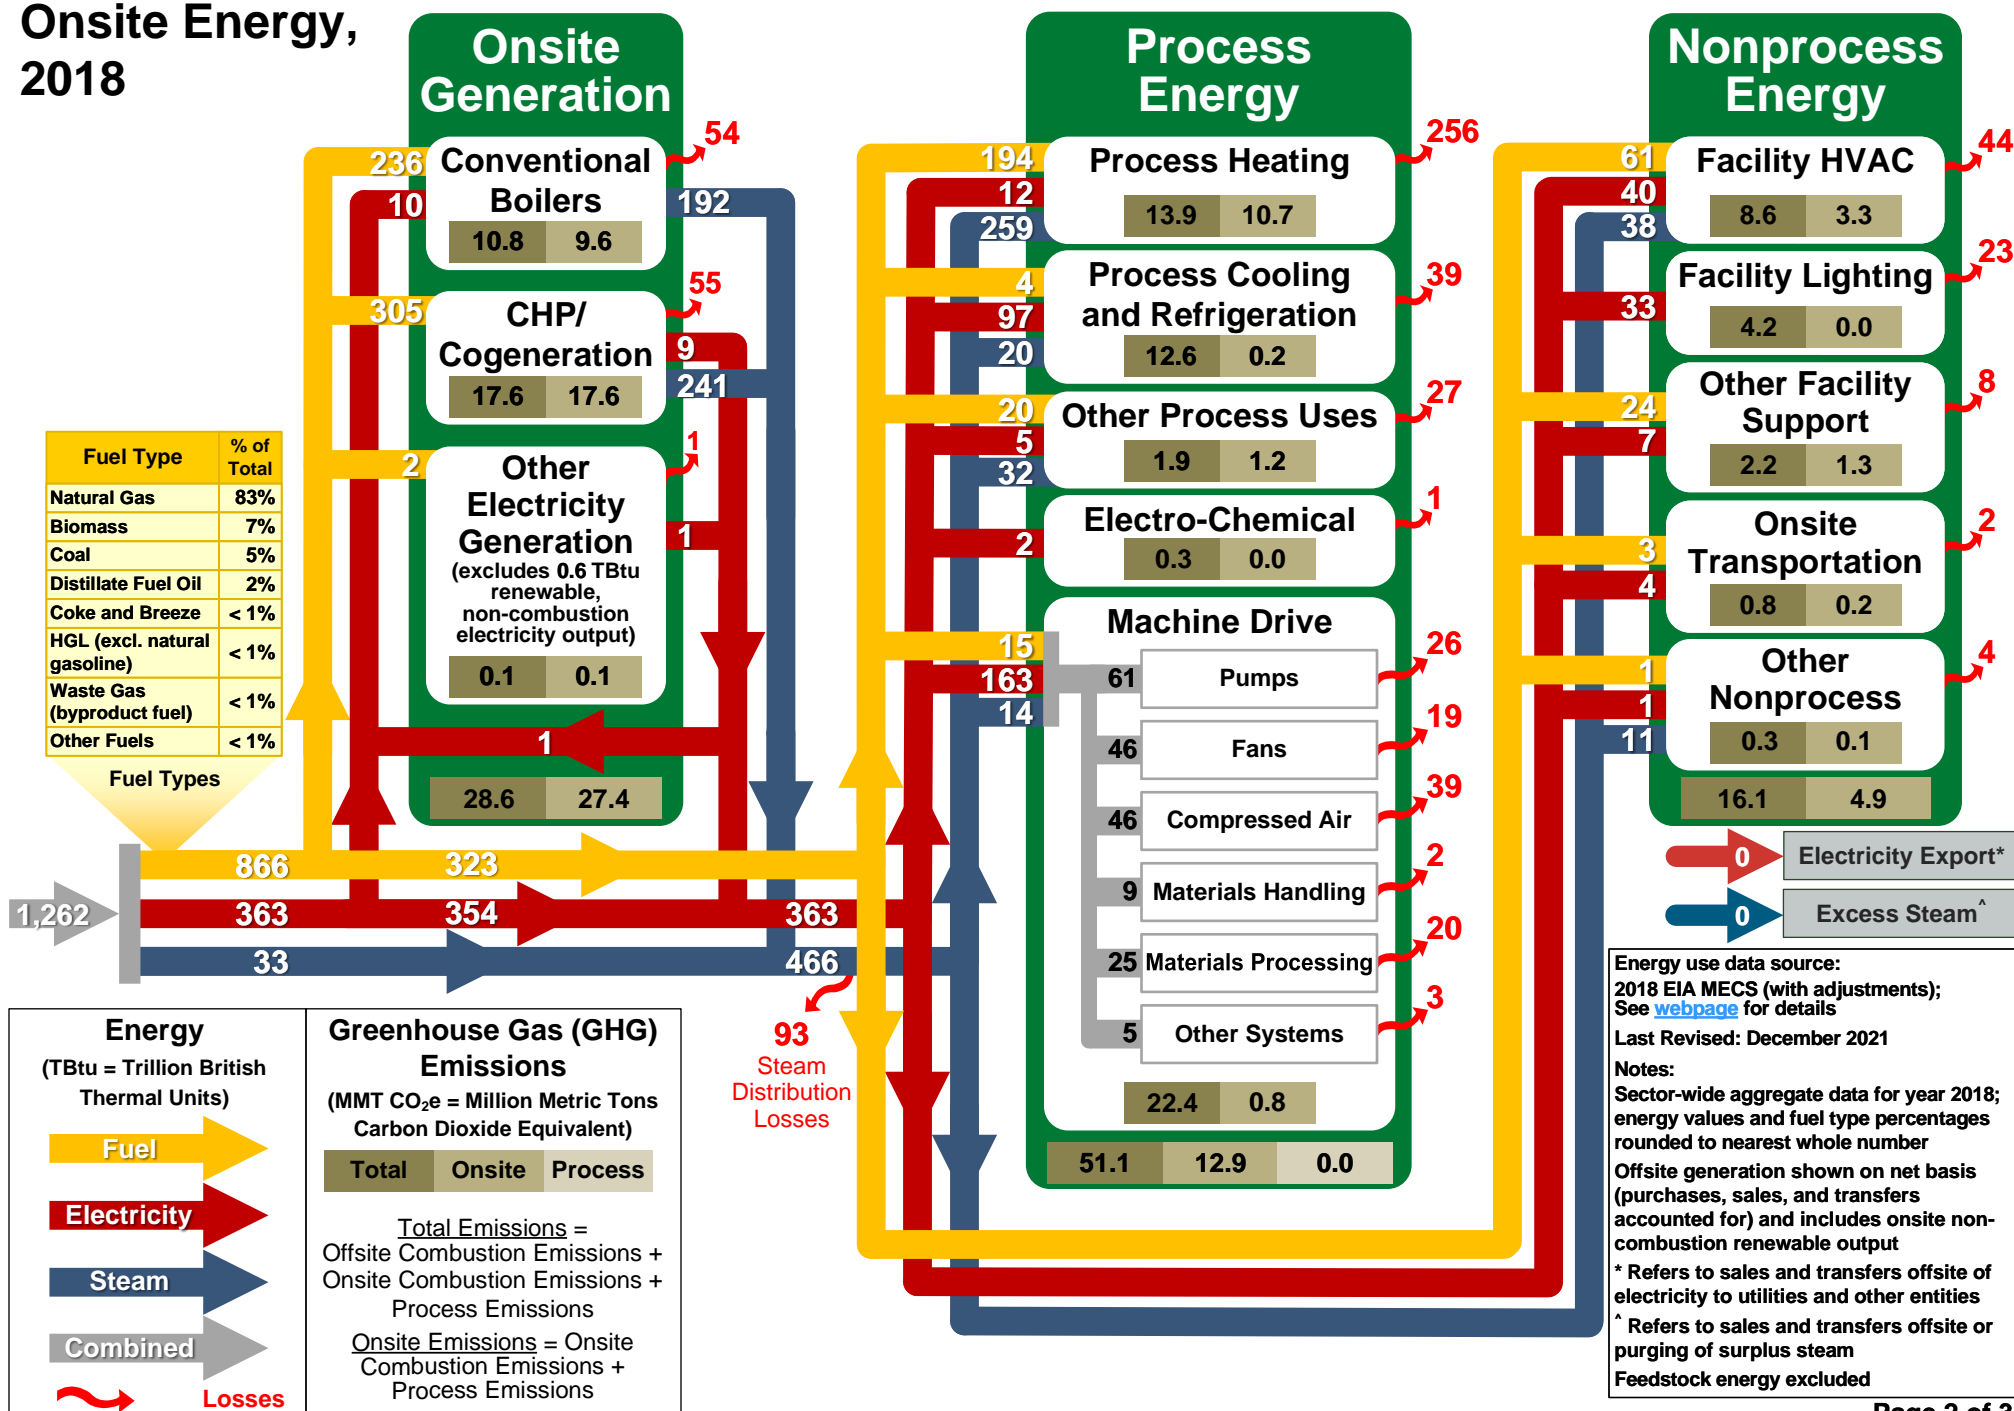 Onsite Energy,
2018
Onsite
Generation
54
236
Conventional
Boilers
10
192
10.8 9.6
55
305
CHP/
Cogeneration
9
241
17.6 17.6
1
2
Other
Electricity
Generation
(excludes 0.6 TBtu
renewable,
non-combustion
electricity output)
1
0.1 0.1
1
28.6 27.4
Fuel Type % of Total
Natural Gas 83%
Biomass 7%
Coal 5%
Distillate Fuel Oil 2%
Coke and Breeze < 1%
HGL (excl. natural
gasoline) < 1%
Waste Gas
(byproduct fuel) < 1%
Other Fuels < 1%
Fuel Types
1,262
866 323
363 354 363
33 466
93
Steam
Distribution
Losses
Process
Energy
256
194
Process Heating
12
259
13.9 10.7
39
4
Process Cooling
and Refrigeration
97
20
12.6 0.2
27
20
Other Process Uses
5
32
1.9 1.2
1
Electro-Chemical
2
0.3 0.0
Machine Drive
15
163
14
61 Pumps 26
46 Fans 19
46 Compressed Air 39
9 Materials Handling 2
25 Materials Processing 20
5 Other Systems 3
22.4 0.8
51.1 12.9 0.0
Nonprocess
Energy
44
61
Facility HVAC
40
38
8.6 3.3
23
Facility Lighting
33
4.2 0.0
8
Other Facility
Support
24
7
2.2 1.3
2
Onsite
Transportation
3
4
0.8 0.2
4
Other
Nonprocess
1
1
11
0.3 0.1
16.1 4.9
0 Electricity Export*
0 Excess Steam^
Energy
(TBtu = Trillion British
Thermal Units)
Fuel
Electricity
Steam
Combined
Losses
Greenhouse Gas (GHG)
Emissions
(MMT CO₂e = Million Metric Tons
Carbon Dioxide Equivalent)
Total Onsite Process
Total Emissions =
Offsite Combustion Emissions +
Onsite Combustion Emissions +
Process Emissions
Onsite Emissions = Onsite
Combustion Emissions +
Process Emissions
Energy use data source:
2018 EIA MECS (with adjustments);
See webpage for details
Last Revised: December 2021
Notes:
Sector-wide aggregate data for year 2018;
energy values and fuel type percentages
rounded to nearest whole number
Offsite generation shown on net basis
(purchases, sales, and transfers
accounted for) and includes onsite non-
combustion renewable output
* Refers to sales and transfers offsite of
electricity to utilities and other entities
^ Refers to sales and transfers offsite or
purging of surplus steam
Feedstock energy excluded
Page 2 of 3